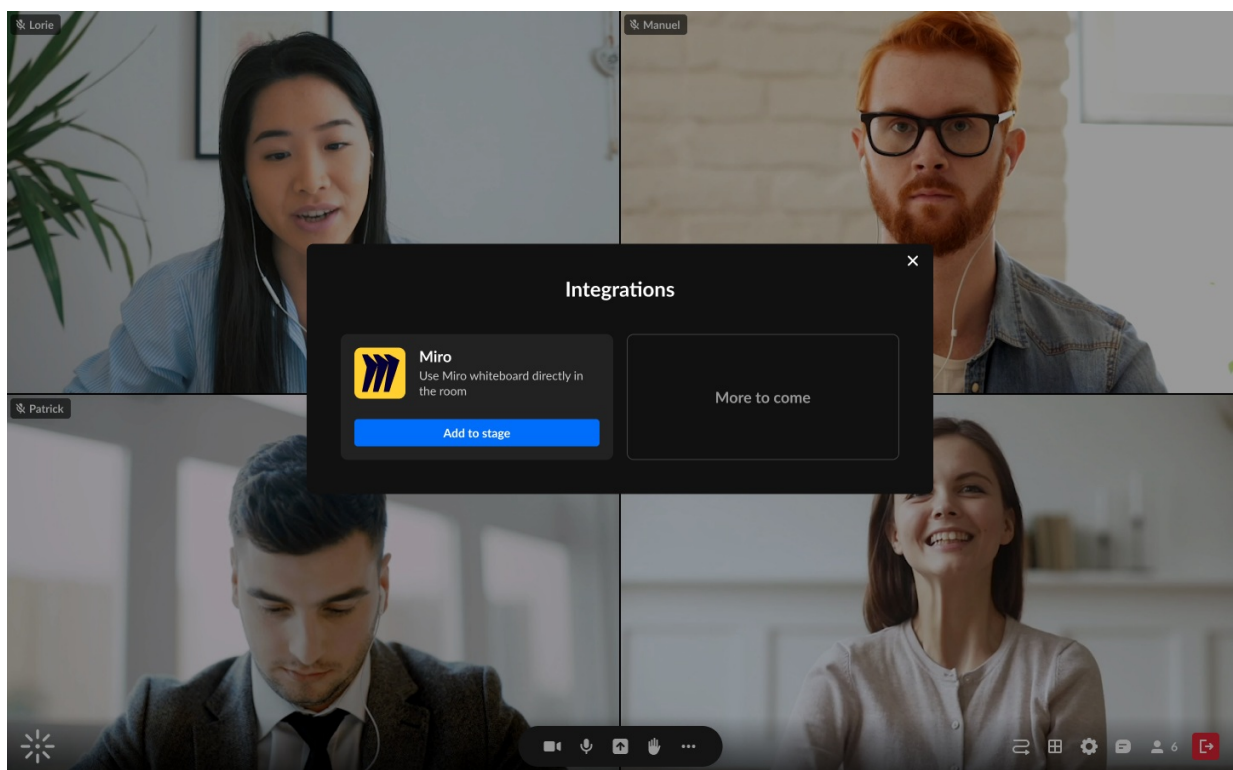 Lorie
Manuel
Integrations
Miro
Use Miro whiteboard directly in
the room
Add to stage
More to come
Patrick
6